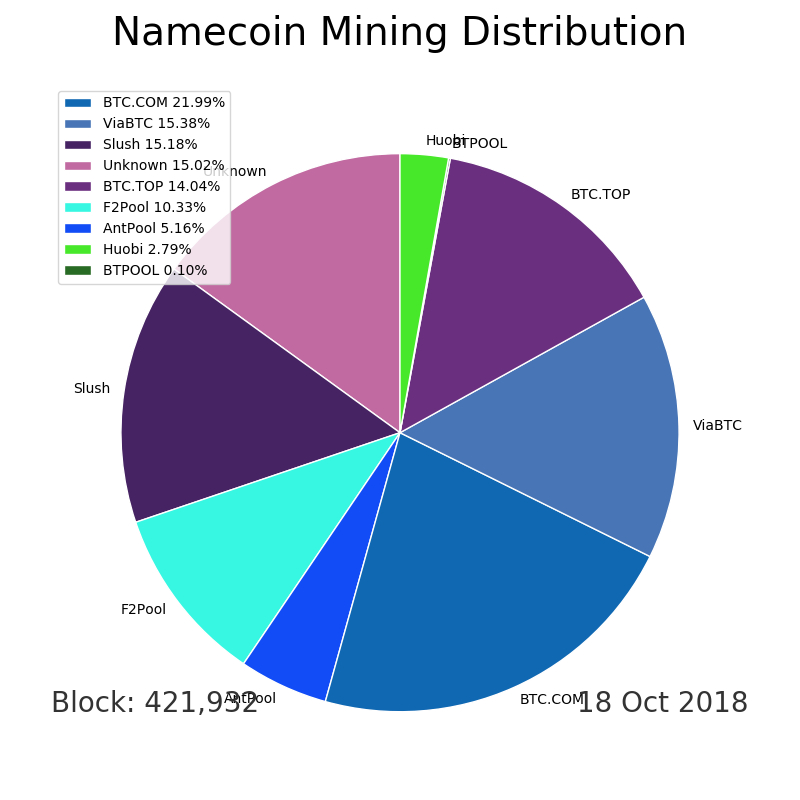 Namecoin Mining Distribution
BTC.COM 21.99%
ViaBTC 15.38%
Slush 15.18%
Unknown 15.02%
BTC.TOP 14.04%
F2Pool 10.33%
AntPool 5.16%
Huobi 2.79%
BTPOOL 0.10%
Huobi
BTPOOL
Unknown
BTC.TOP
Slush
ViaBTC
F2Pool
AntPool
BTC.COM
Block: 421,932
18 Oct 2018